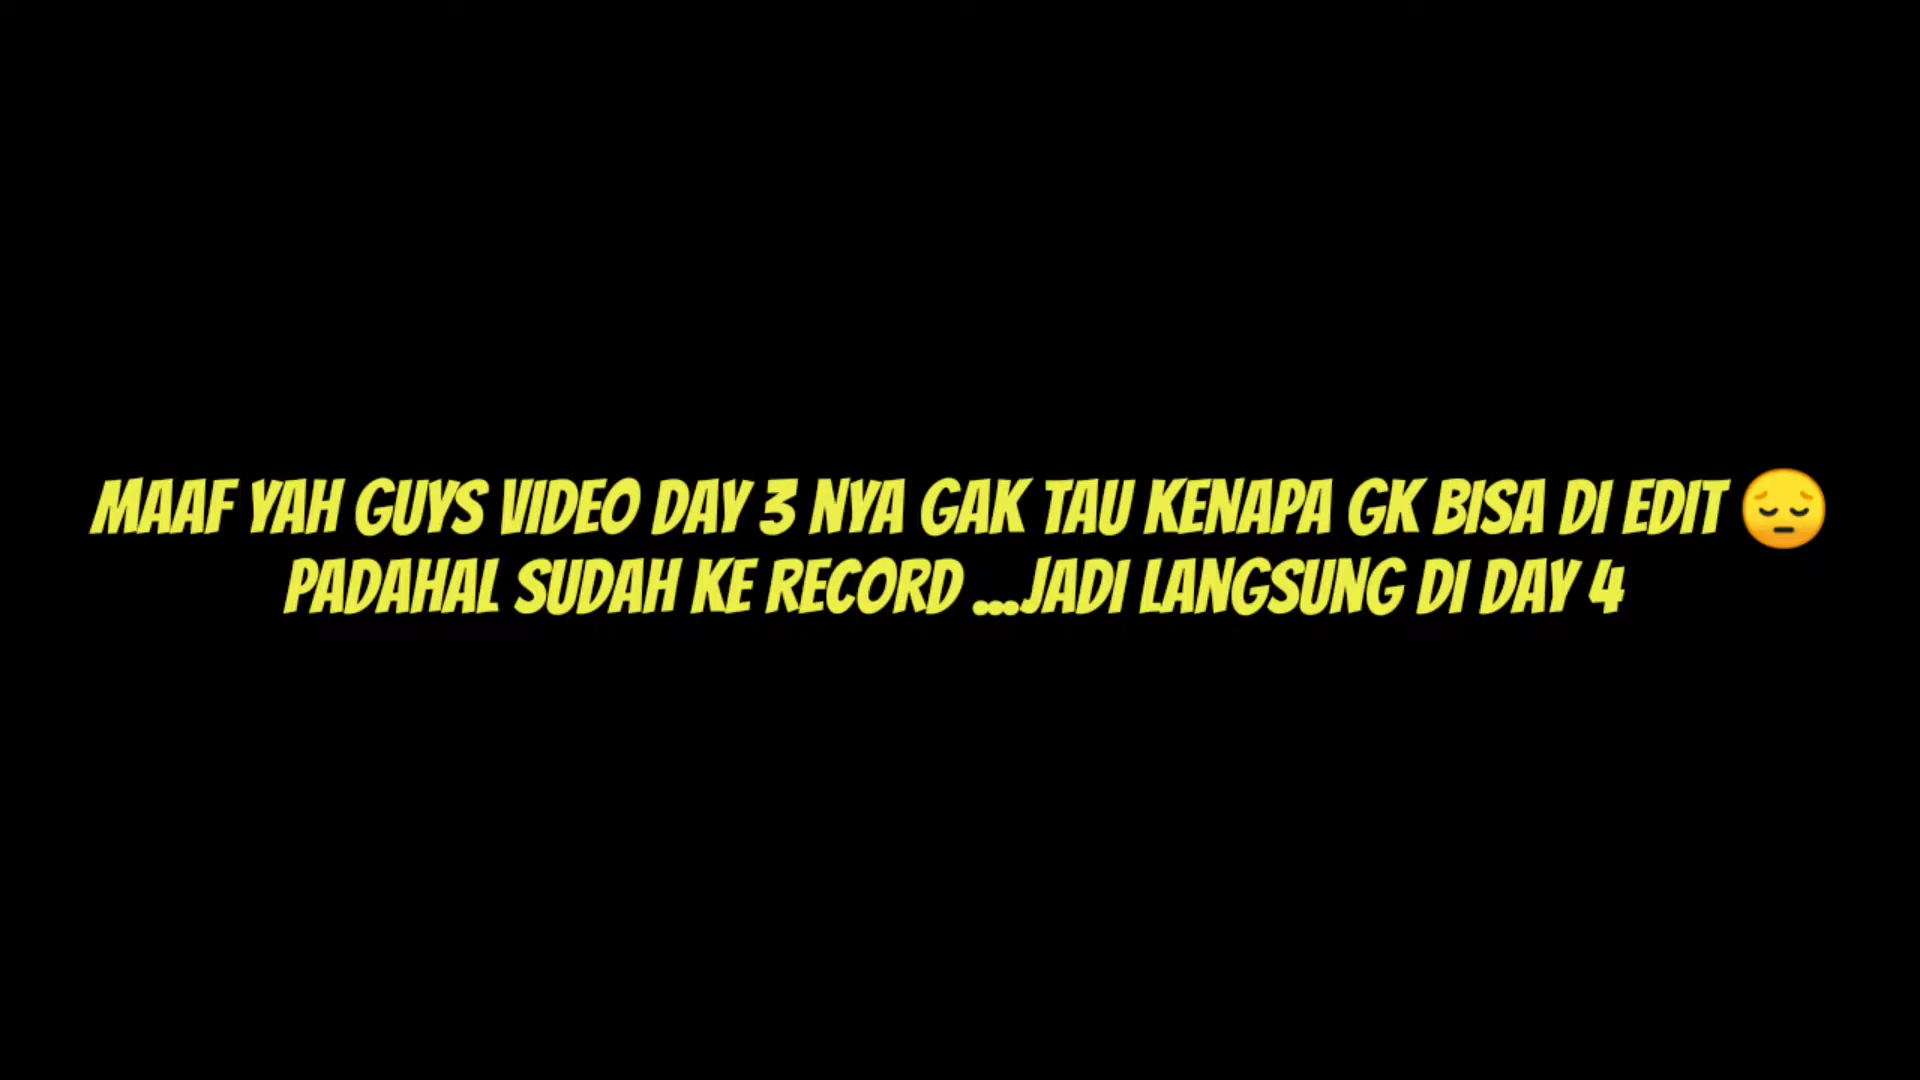 MAAF YAH GUYS VIDEO DAY 3 NYA GAK TAU KENAPA GK BISA DI EDIT 😔
PADAHAL SUDAH KE RECORD ...JADI LANGSUNG DI DAY 4